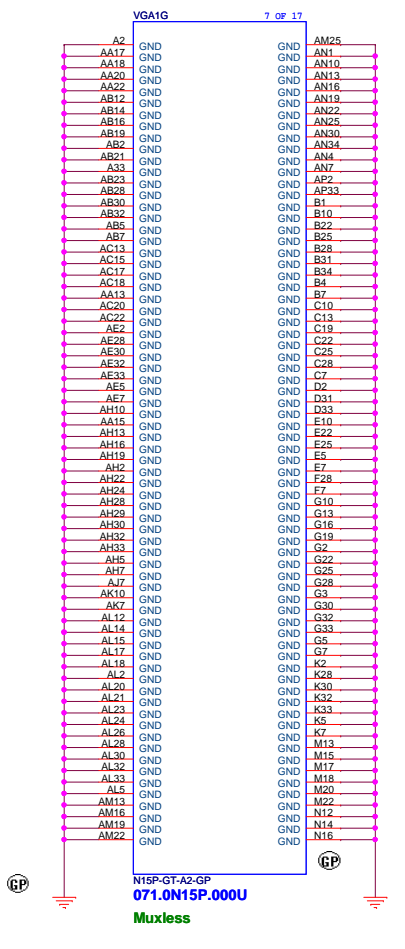 VGA1G 7 OF 17
A2 GND GND AM25
AA17 GND GND AN1
AA18 GND GND AN10
AA20 GND GND AN13
AA22 GND GND AN16
AB12 GND GND AN19
AB14 GND GND AN22
AB16 GND GND AN25
AB19 GND GND AN30
AB2 GND GND AN34
AB21 GND GND AN4
A33 GND GND AN7
AB23 GND GND AP2
AB28 GND GND AP33
AB30 GND GND B1
AB32 GND GND B10
AB5 GND GND B22
AB7 GND GND B25
AC13 GND GND B28
AC15 GND GND B31
AC17 GND GND B34
AC18 GND GND B4
AA13 GND GND B7
AC20 GND GND C10
AC22 GND GND C13
AE2 GND GND C19
AE28 GND GND C22
AE30 GND GND C25
AE32 GND GND C28
AE33 GND GND C7
AE5 GND GND D2
AE7 GND GND D31
AH10 GND GND D33
AA15 GND GND E10
AH13 GND GND E22
AH16 GND GND E25
AH19 GND GND E5
AH2 GND GND E7
AH22 GND GND F28
AH24 GND GND F7
AH28 GND GND G10
AH29 GND GND G13
AH30 GND GND G16
AH32 GND GND G19
AH33 GND GND G2
AH5 GND GND G22
AH7 GND GND G25
AJ7 GND GND G28
AK10 GND GND G3
AK7 GND GND G30
AL12 GND GND G32
AL14 GND GND G33
AL15 GND GND G5
AL17 GND GND G7
AL18 GND GND K2
AL2 GND GND K28
AL20 GND GND K30
AL21 GND GND K32
AL23 GND GND K33
AL24 GND GND K5
AL26 GND GND K7
AL28 GND GND M13
AL30 GND GND M15
AL32 GND GND M17
AL33 GND GND M18
AL5 GND GND M20
AM13 GND GND M22
AM16 GND GND N12
AM19 GND GND N14
AM22 GND GND N16
GP
GP
N15P-GT-A2-GP
071.0N15P.000U
Muxless